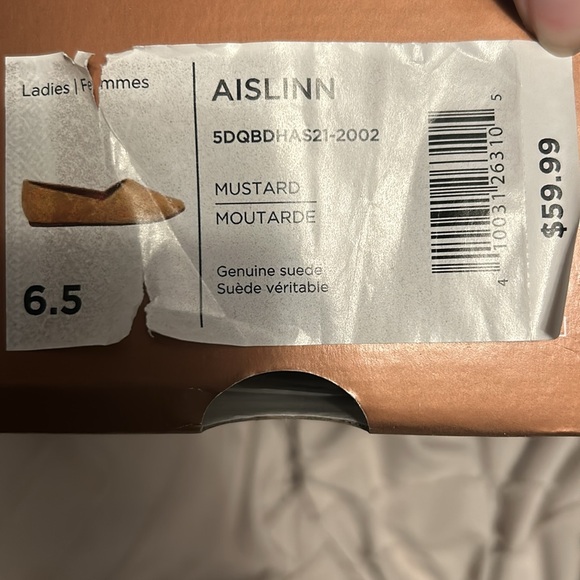 Ladies | Femmes
AISLINN
5DQBDHAS21-2002
MUSTARD
MOUTARDE
Genuine suede
Suède véritable
6.5
4 10031 26310 5
$59.99